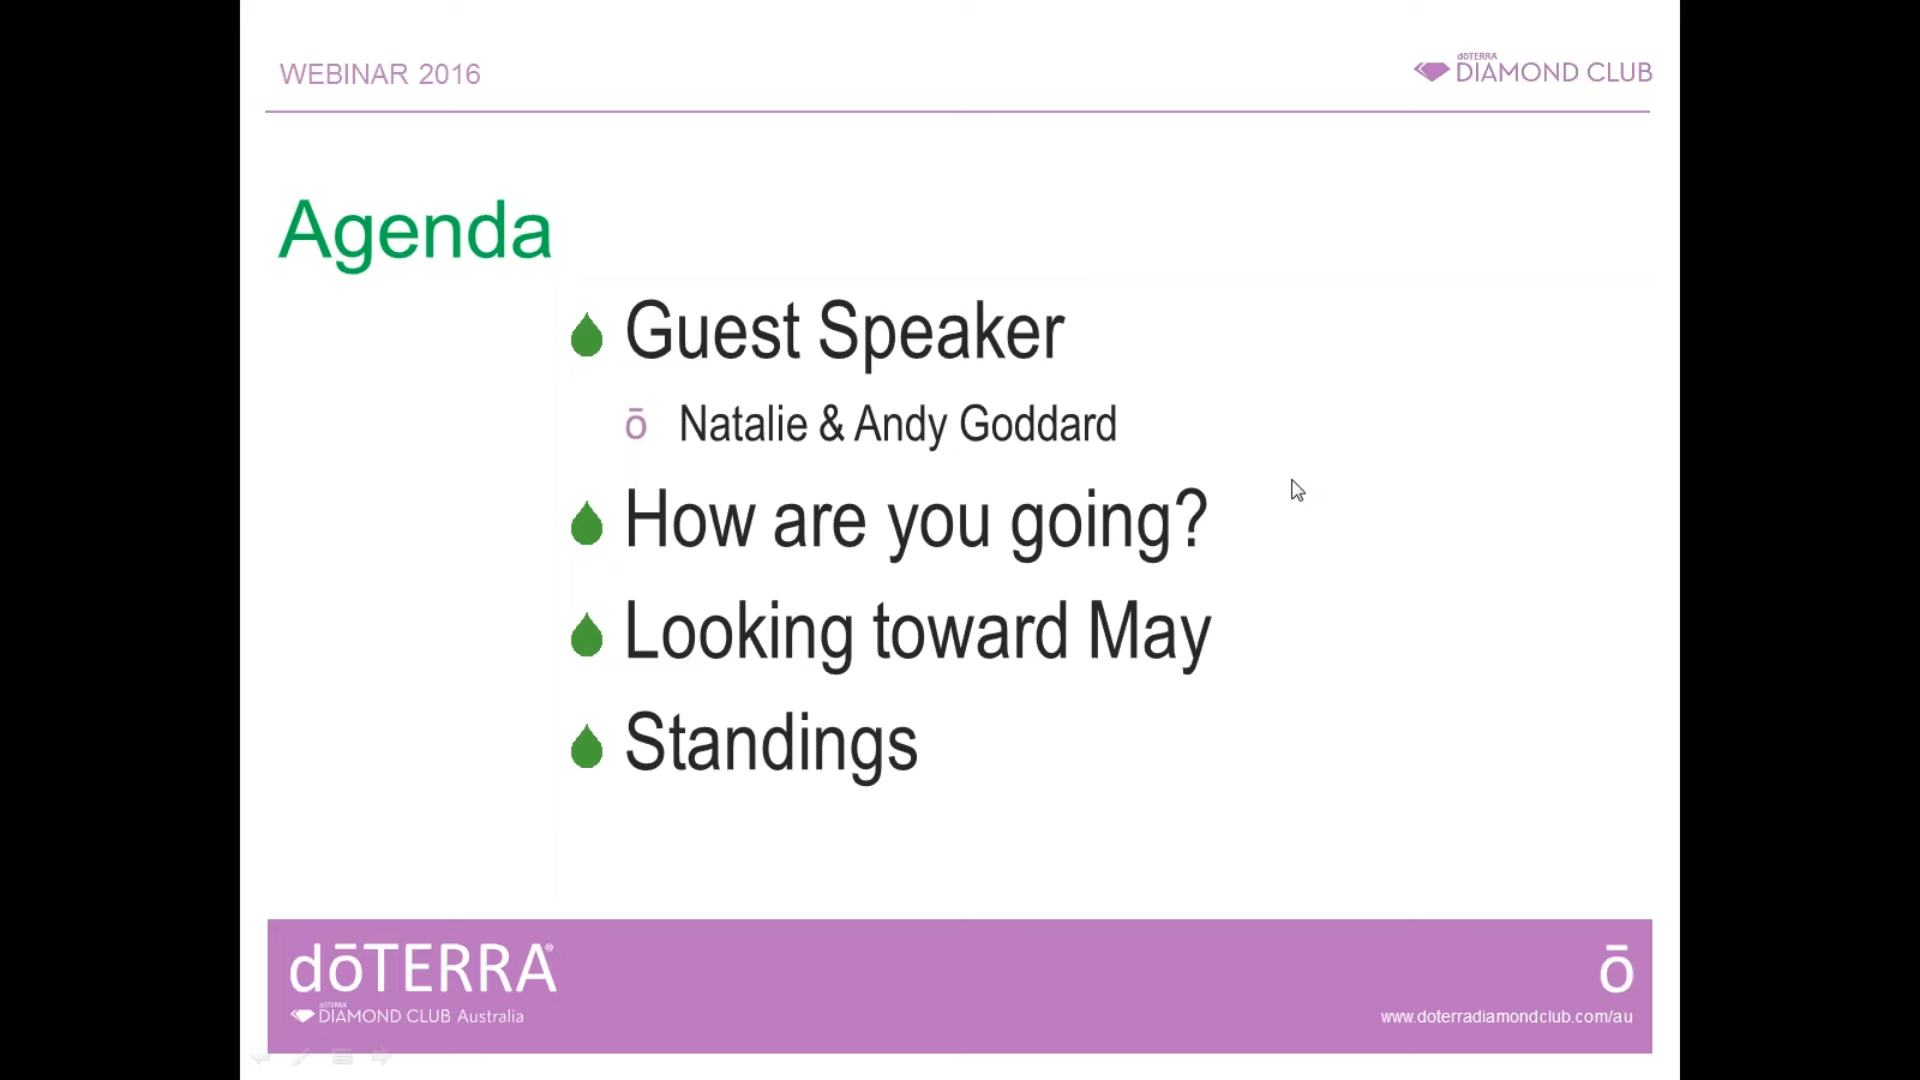 WEBINAR 2016
dōTERRA
DIAMOND CLUB
Agenda
Guest Speaker
ō Natalie & Andy Goddard
How are you going?
Looking toward May
Standings
dōTERRA®
dōTERRA
DIAMOND CLUB Australia
ō
www.doterradiamondclub.com/au